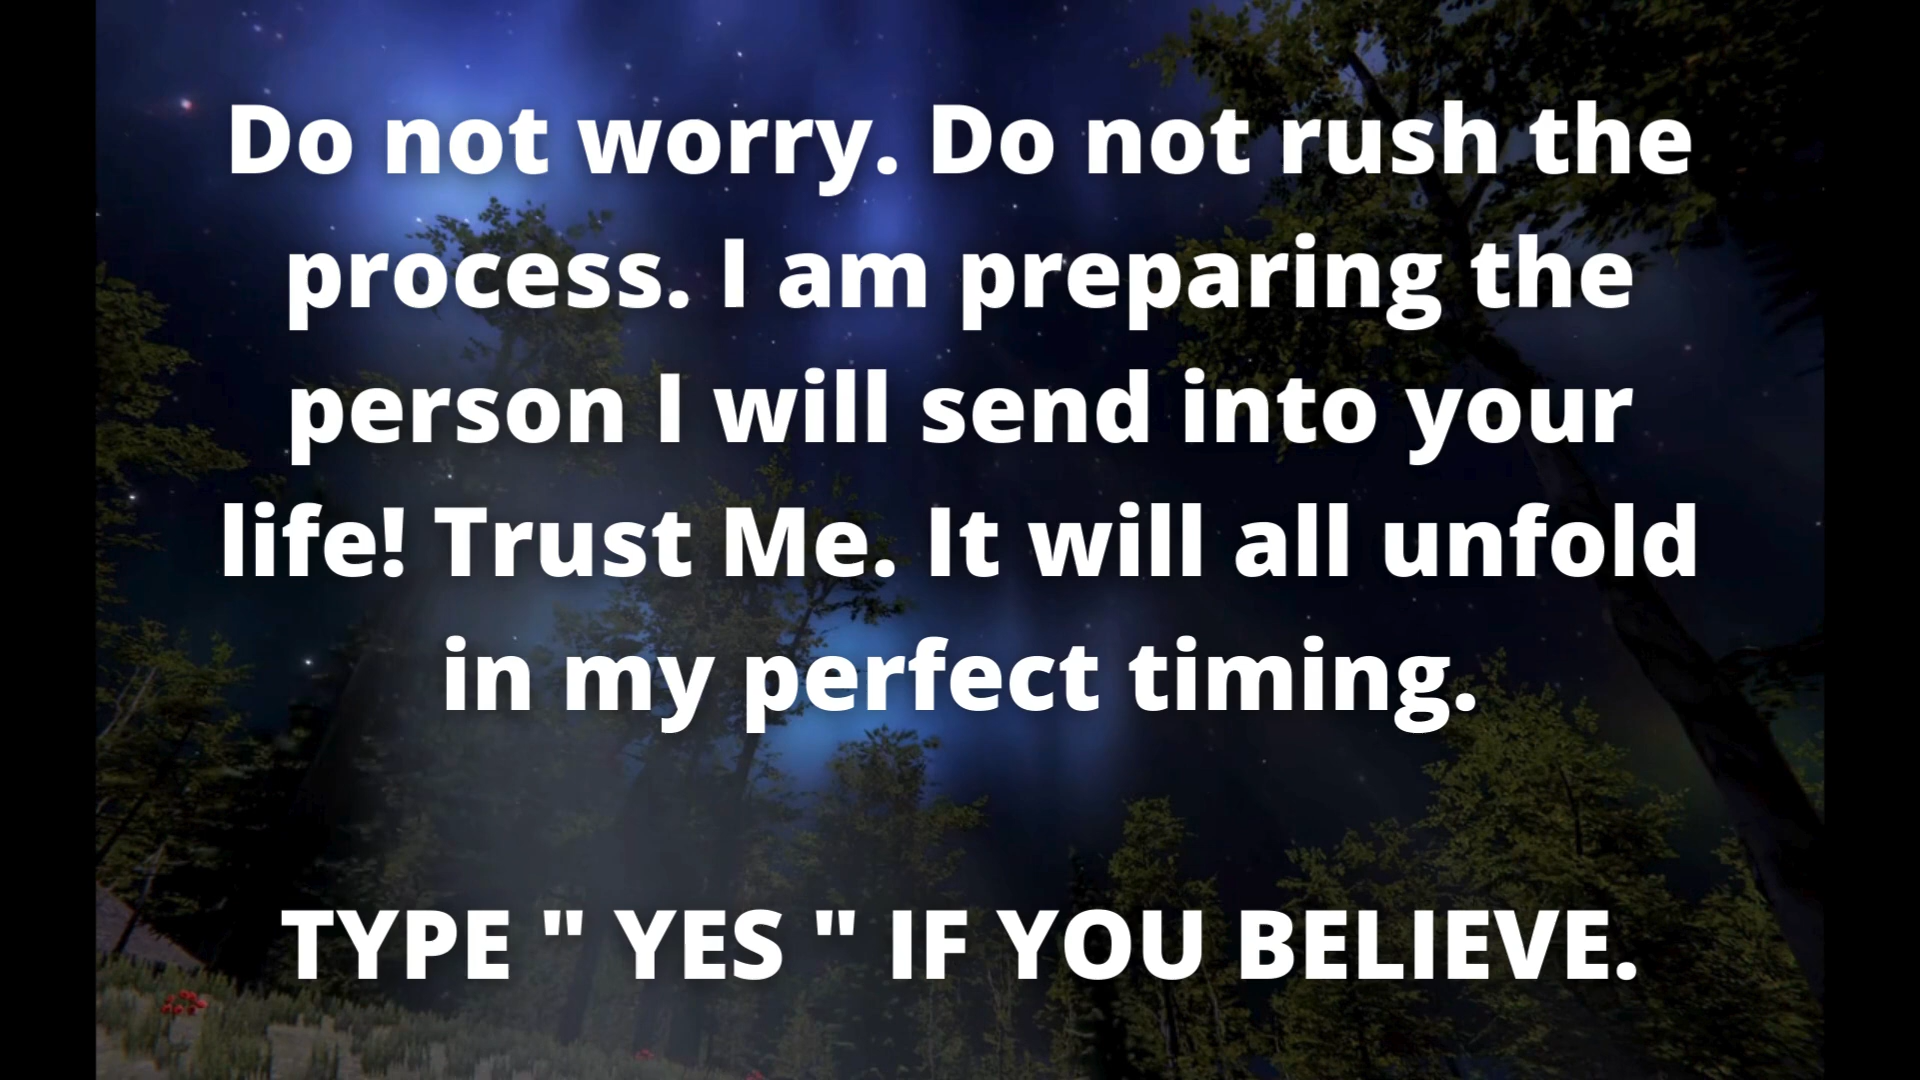 Do not worry. Do not rush the
process. I am preparing the
person I will send into your
life! Trust Me. It will all unfold
in my perfect timing.
TYPE " YES " IF YOU BELIEVE.